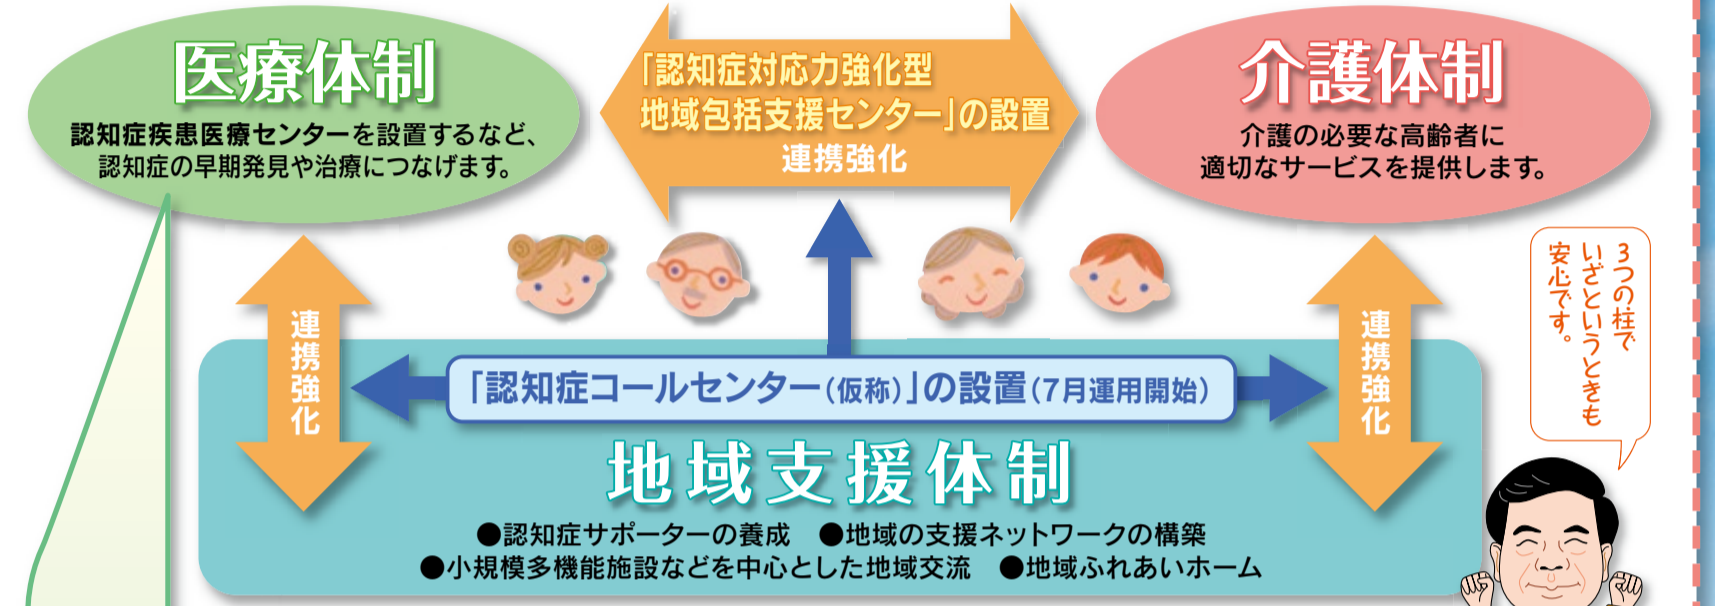 医療体制
認知症疾患医療センターを設置するなど、
認知症の早期発見や治療につなげます。
「認知症対応力強化型
地域包括支援センター」の設置
連携強化
介護体制
介護の必要な高齢者に
適切なサービスを提供します。
連携強化
「認知症コールセンター(仮称)」の設置(7月運用開始)
連携強化
3つの柱で
いざというときも
安心です。
地域支援体制
●認知症サポーターの養成 ●地域の支援ネットワークの構築
●小規模多機能施設などを中心とした地域交流 ●地域ふれあいホーム